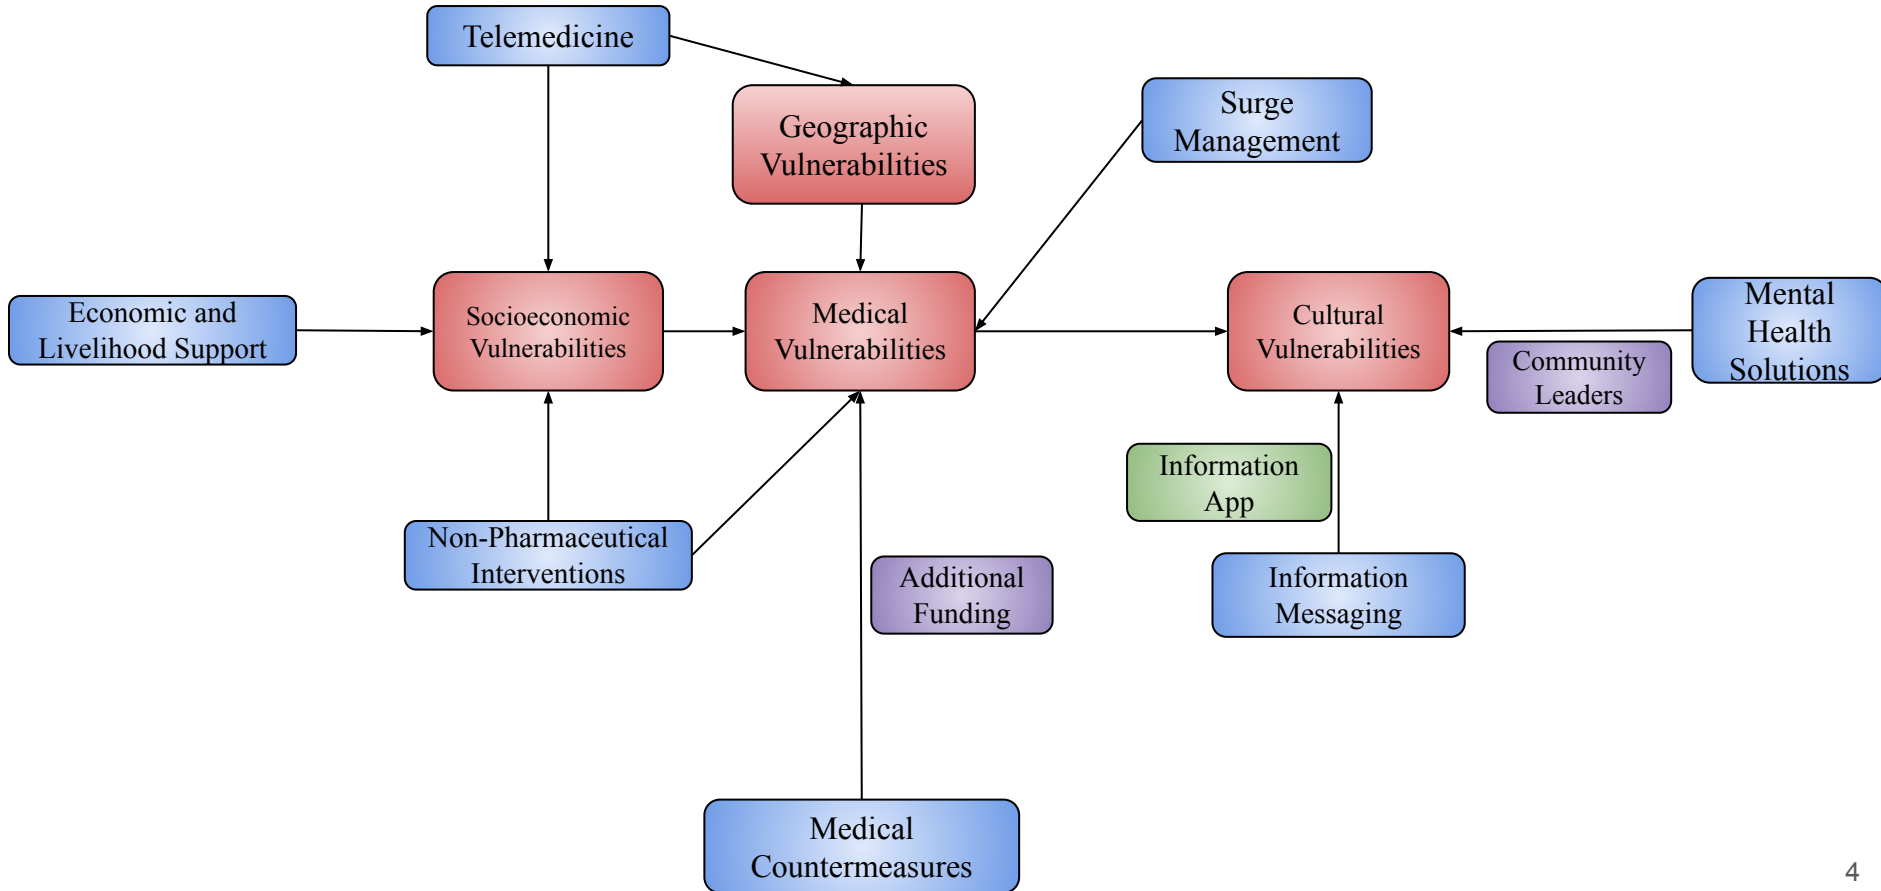 Telemedicine
Geographic
Vulnerabilities
Surge
Management
Economic and
Livelihood Support
Socioeconomic
Vulnerabilities
Medical
Vulnerabilities
Cultural
Vulnerabilities
Mental
Health
Solutions
Community
Leaders
Information
App
Non-Pharmaceutical
Interventions
Additional
Funding
Information
Messaging
Medical
Countermeasures
4